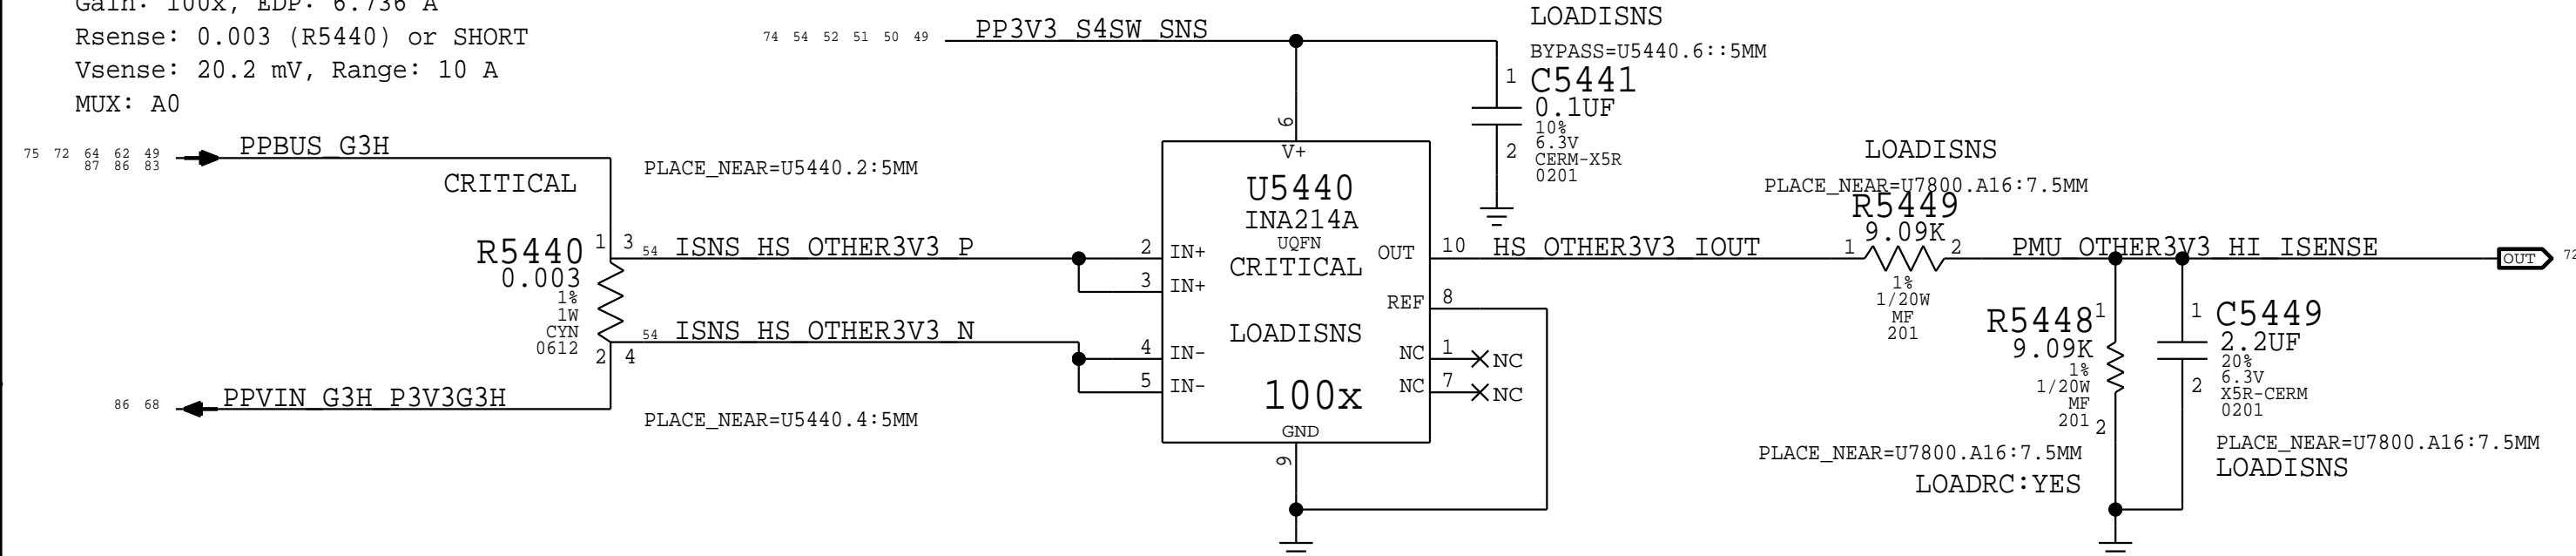 Gain: 100x, EDP: 6.736 A
Rsense: 0.003 (R5440) or SHORT
Vsense: 20.2 mV, Range: 10 A
MUX: A0
75 72 64 62 49
87 86 83
PPBUS_G3H
CRITICAL
PLACE_NEAR=U5440.2:5MM
R5440
0.003
1%
1W
CYN
0612
1 3
2 4
54 ISNS_HS_OTHER3V3_P
54 ISNS_HS_OTHER3V3_N
86 68
PPVIN_G3H_P3V3G3H
PLACE_NEAR=U5440.4:5MM
74 54 52 51 50 49
PP3V3_S4SW_SNS
6
V+
U5440
INA214A
UQFN
CRITICAL
LOADISNS
100x
GND
9
2 IN+
3 IN+
4 IN-
5 IN-
OUT 10
REF 8
NC 1 NC
NC 7 NC
LOADISNS
BYPASS=U5440.6::5MM
1
C5441
0.1UF
10%
6.3V
CERM-X5R
0201
2
HS_OTHER3V3_IOUT
LOADISNS
PLACE_NEAR=U7800.A16:7.5MM
R5449
9.09K
1 2
1%
1/20W
MF
201
PMU_OTHER3V3_HI_ISENSE
OUT
72
R5448
9.09K
1%
1/20W
MF
201
1
2
PLACE_NEAR=U7800.A16:7.5MM
LOADRC:YES
1
C5449
2.2UF
20%
6.3V
X5R-CERM
0201
2
PLACE_NEAR=U7800.A16:7.5MM
LOADISNS